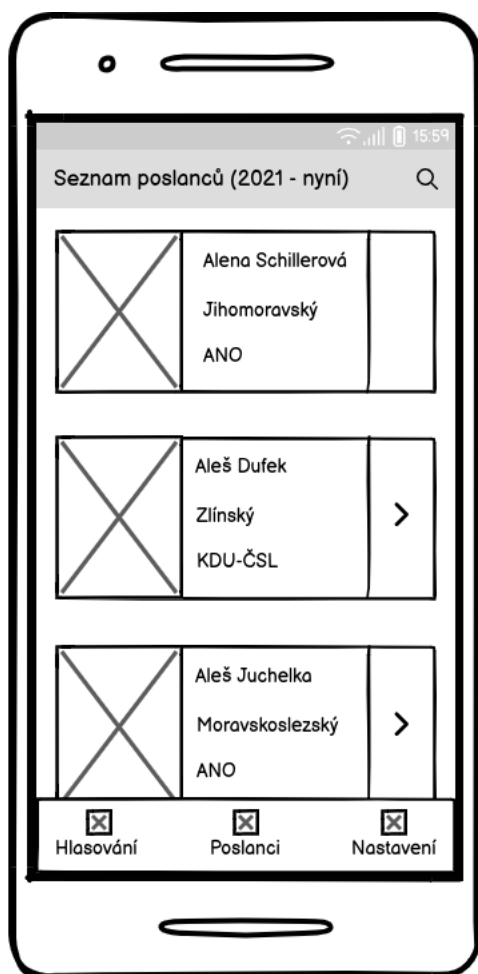 15:59
Seznam poslanců (2021 - nyní)
Alena Schillerová
Jihomoravský
ANO
Aleš Dufek
Zlínský
KDU-ČSL
Aleš Juchelka
Moravskoslezský
ANO
Hlasování Poslanci Nastavení